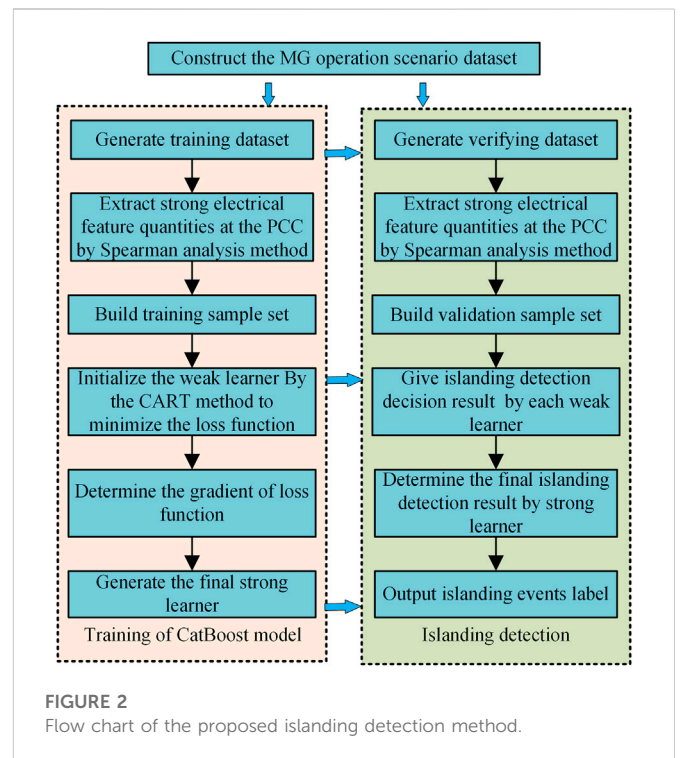 Construct the MG operation scenario dataset
Generate training dataset
Extract strong electrical
feature quantities at the PCC
by Spearman analysis method
Build training sample set
Initialize the weak learner By
the CART method to
minimize the loss function
Determine the gradient of loss
function
Generate the final strong
learner
Training of CatBoost model
Generate verifying dataset
Extract strong electrical
feature quantities at the PCC
by Spearman analysis method
Build validation sample set
Give islanding detection
decision result by each weak
learner
Determine the final islanding
detection result by strong
learner
Output islanding events label
Islanding detection
FIGURE 2
Flow chart of the proposed islanding detection method.